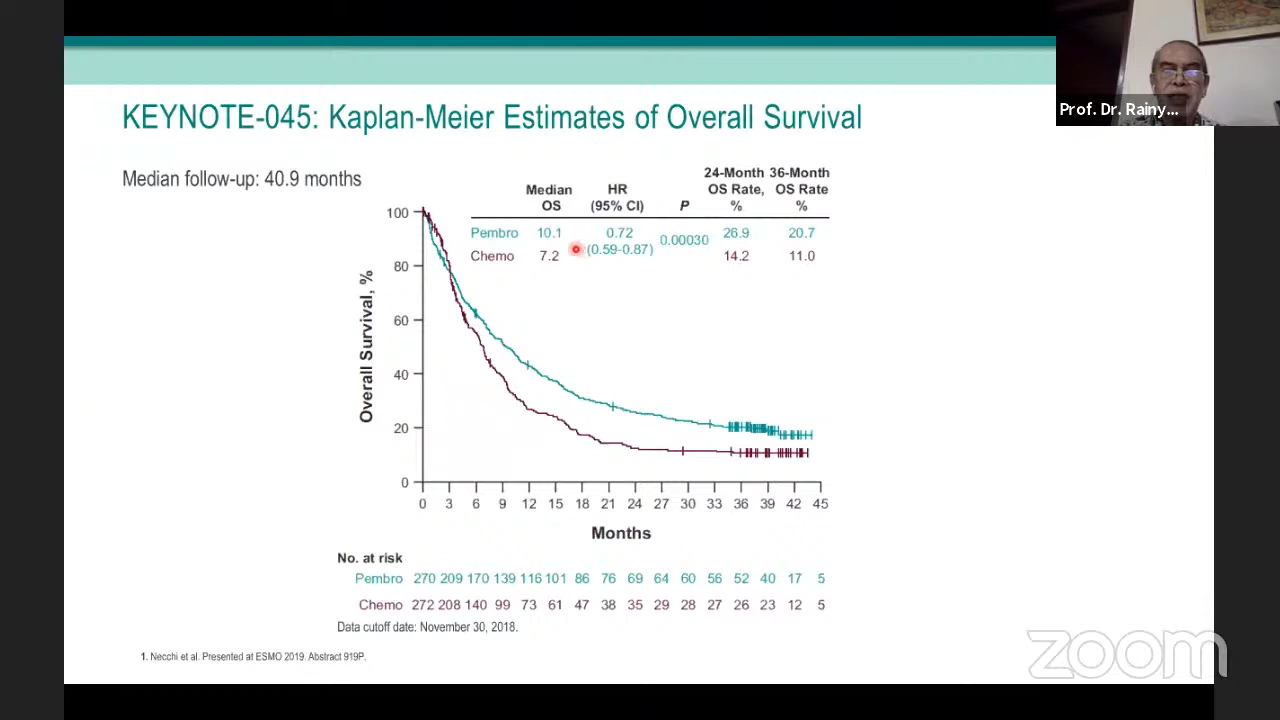 Prof. Dr. Rainy...
KEYNOTE-045: Kaplan-Meier Estimates of Overall Survival
Median follow-up: 40.9 months
Median OS HR (95% CI) P 24-Month OS Rate, % 36-Month OS Rate %
Pembro 10.1 0.72 (0.59-0.87) 0.00030 26.9 20.7
Chemo 7.2 14.2 11.0
Overall Survival, %
100
80
60
40
20
0
0 3 6 9 12 15 18 21 24 27 30 33 36 39 42 45
Months
No. at risk
Pembro 270 209 170 139 116 101 86 76 69 64 60 56 52 40 17 5
Chemo 272 208 140 99 73 61 47 38 35 29 28 27 26 23 12 5
Data cutoff date: November 30, 2018.
1. Necchi et al. Presented at ESMO 2019. Abstract 919P.
zoom